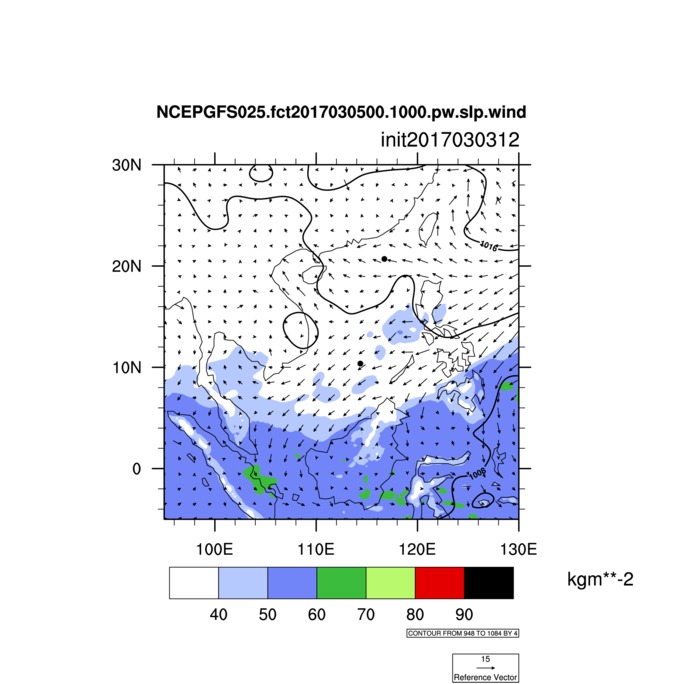 NCEPGFS025.fct2017030500.1000.pw.slp.wind
init2017030312
30N
1016
20N
10N
0
1008
100E 110E 120E 130E
kgm**-2
40 50 60 70 80 90
CONTOUR FROM 948 TO 1084 BY 4
15
Reference Vector